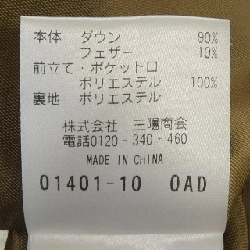 本体 ダウン 90%
フェザー 10%
前立て・ポケット口
ポリエステル 100%
裏地 ポリエステル
株式会社 三陽商会
電話0120-340-460
MADE IN CHINA
01401-10 0AD